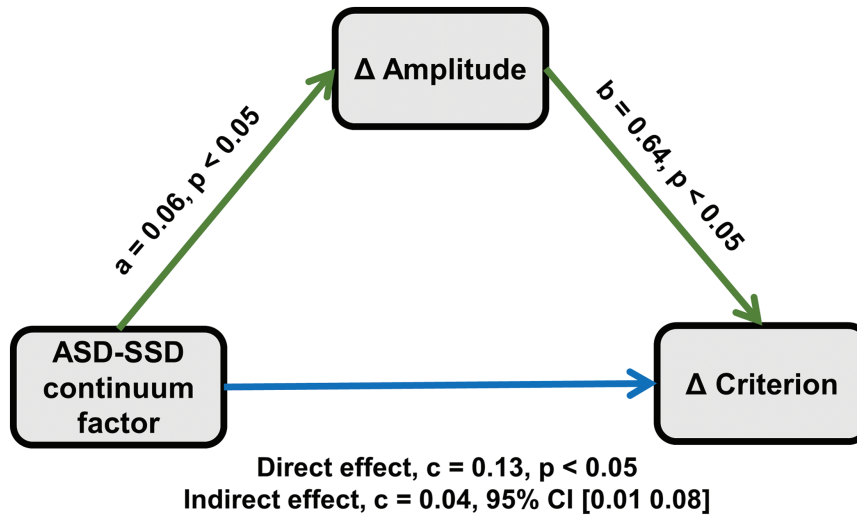 Δ Amplitude
a = 0.06, p < 0.05
b = 0.64, p < 0.05
ASD-SSD
continuum
factor
Δ Criterion
Direct effect, c = 0.13, p < 0.05
Indirect effect, c = 0.04, 95% CI [0.01 0.08]